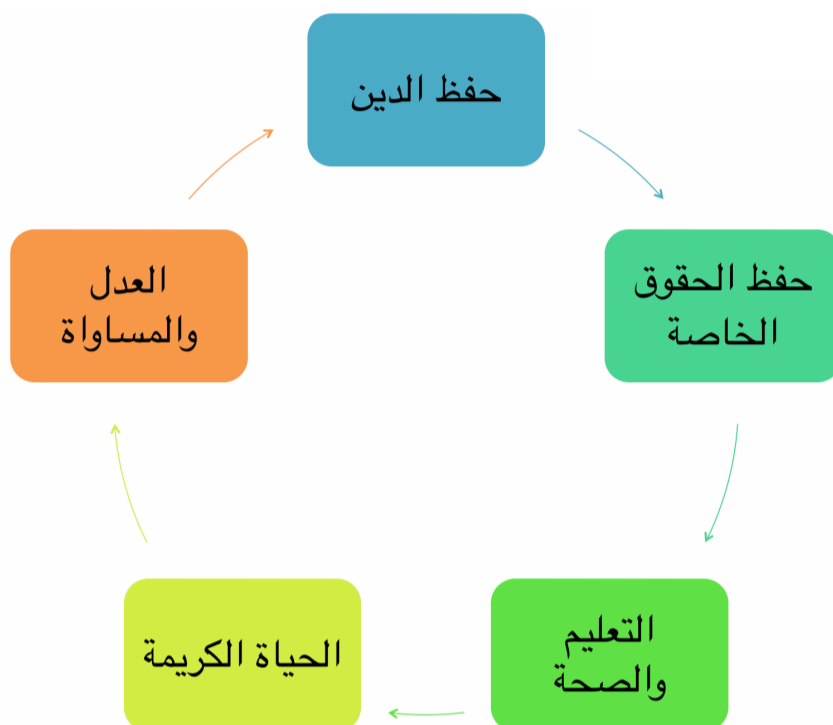 حفظ الدين
حفظ الحقوق
الخاصة
التعليم
والصحة
الحياة الكريمة
العدل
والمساواة